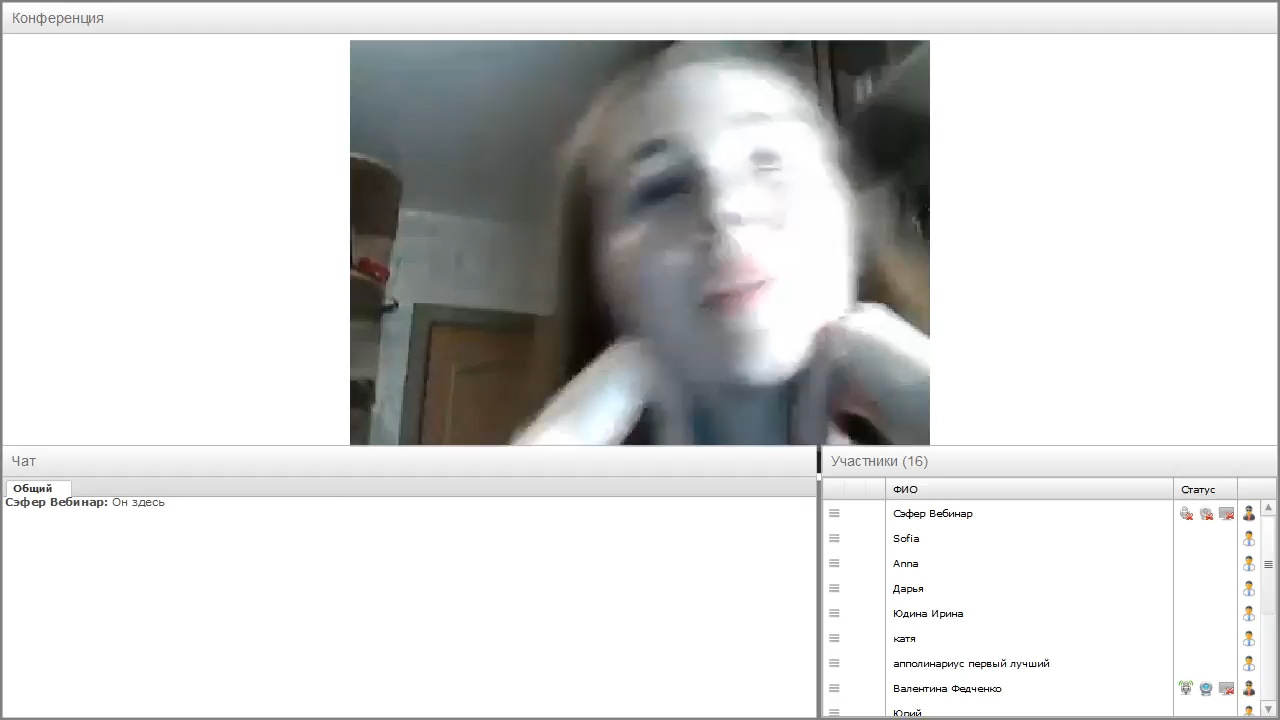 Конференция
Чат
Общий
Сэфер Вебинар: Он здесь
Участники (16)
ФИО Статус
Сэфер Вебинар
Sofia
Anna
Дарья
Юдина Ирина
катя
апполинариус первый лучший
Валентина Федченко
Юлий